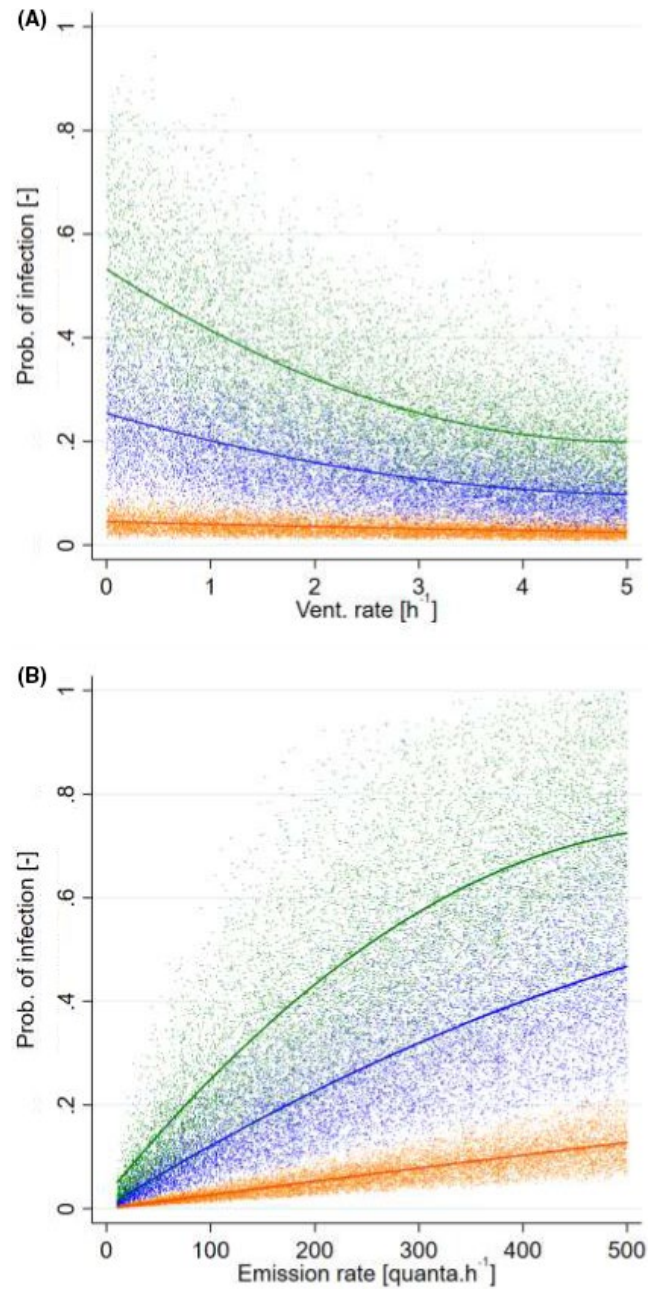 (A)
1
.8
.6
.4
.2
0
Prob. of infection [-]
0 1 2 3 4 5
Vent. rate [h⁻¹]
(B)
1
.8
.6
.4
.2
0
Prob. of infection [-]
0 100 200 300 400 500
Emission rate [quanta.h⁻¹]